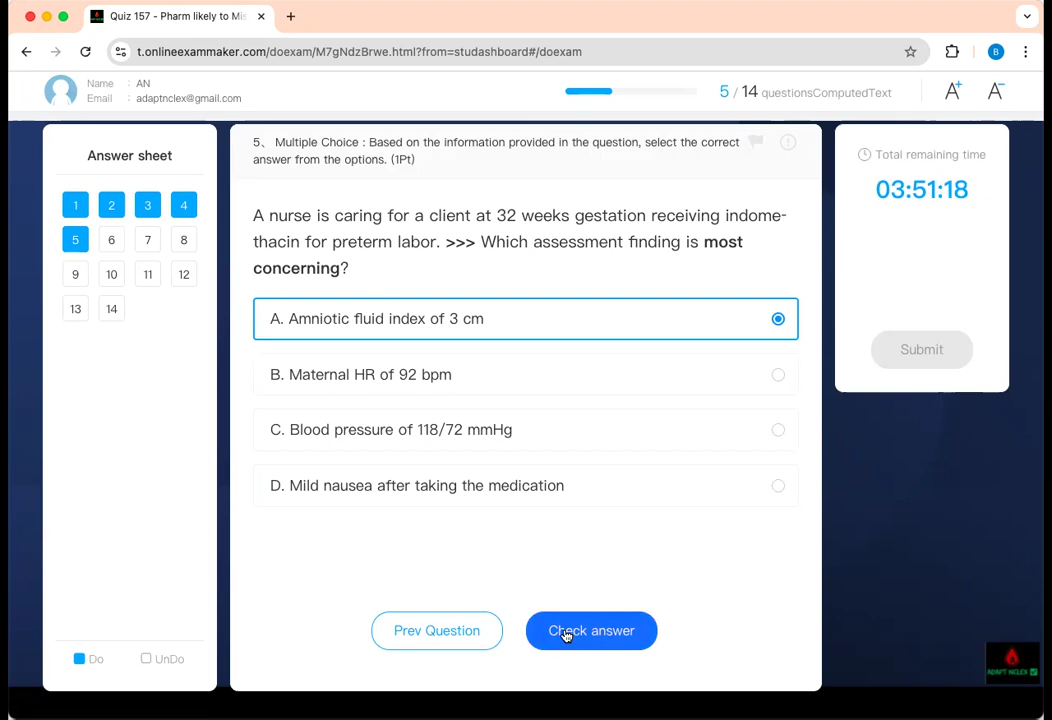 Quiz 157 - Pharm likely to Mis
t.onlineexammaker.com/doexam/M7gNdzBrwe.html?from=studashboard#/doexam
B
Name : AN
Email : adaptnclex@gmail.com
5 / 14 questionsComputedText
A+ A-
Answer sheet
1 2 3 4
5 6 7 8
9 10 11 12
13 14
Do UnDo
5、 Multiple Choice : Based on the information provided in the question, select the correct
answer from the options. (1Pt)
A nurse is caring for a client at 32 weeks gestation receiving indome-
thacin for preterm labor. >>> Which assessment finding is most
concerning?
A. Amniotic fluid index of 3 cm
B. Maternal HR of 92 bpm
C. Blood pressure of 118/72 mmHg
D. Mild nausea after taking the medication
Prev Question
Check answer
Total remaining time
03:51:18
Submit
ADAPT NCLEX